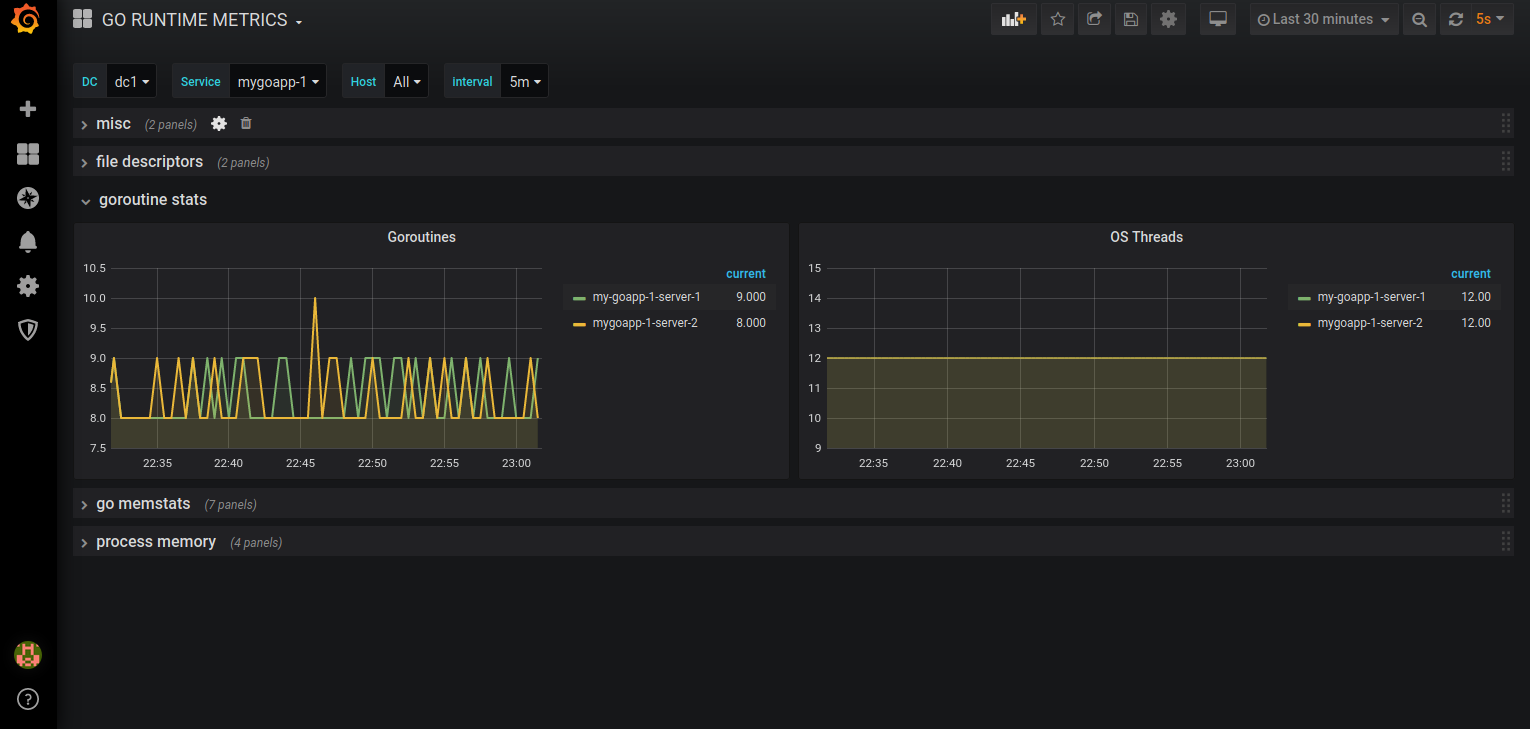 GO RUNTIME METRICS
Last 30 minutes
5s
DC dc1 Service mygoapp-1 Host All interval 5m
misc (2 panels)
file descriptors (2 panels)
goroutine stats
Goroutines
10.5
10.0
9.5
9.0
8.5
8.0
7.5
22:35 22:40 22:45 22:50 22:55 23:00
current
my-goapp-1-server-1 9.000
mygoapp-1-server-2 8.000
OS Threads
15
14
13
12
11
10
9
22:35 22:40 22:45 22:50 22:55 23:00
current
my-goapp-1-server-1 12.00
mygoapp-1-server-2 12.00
go memstats (7 panels)
process memory (4 panels)
?